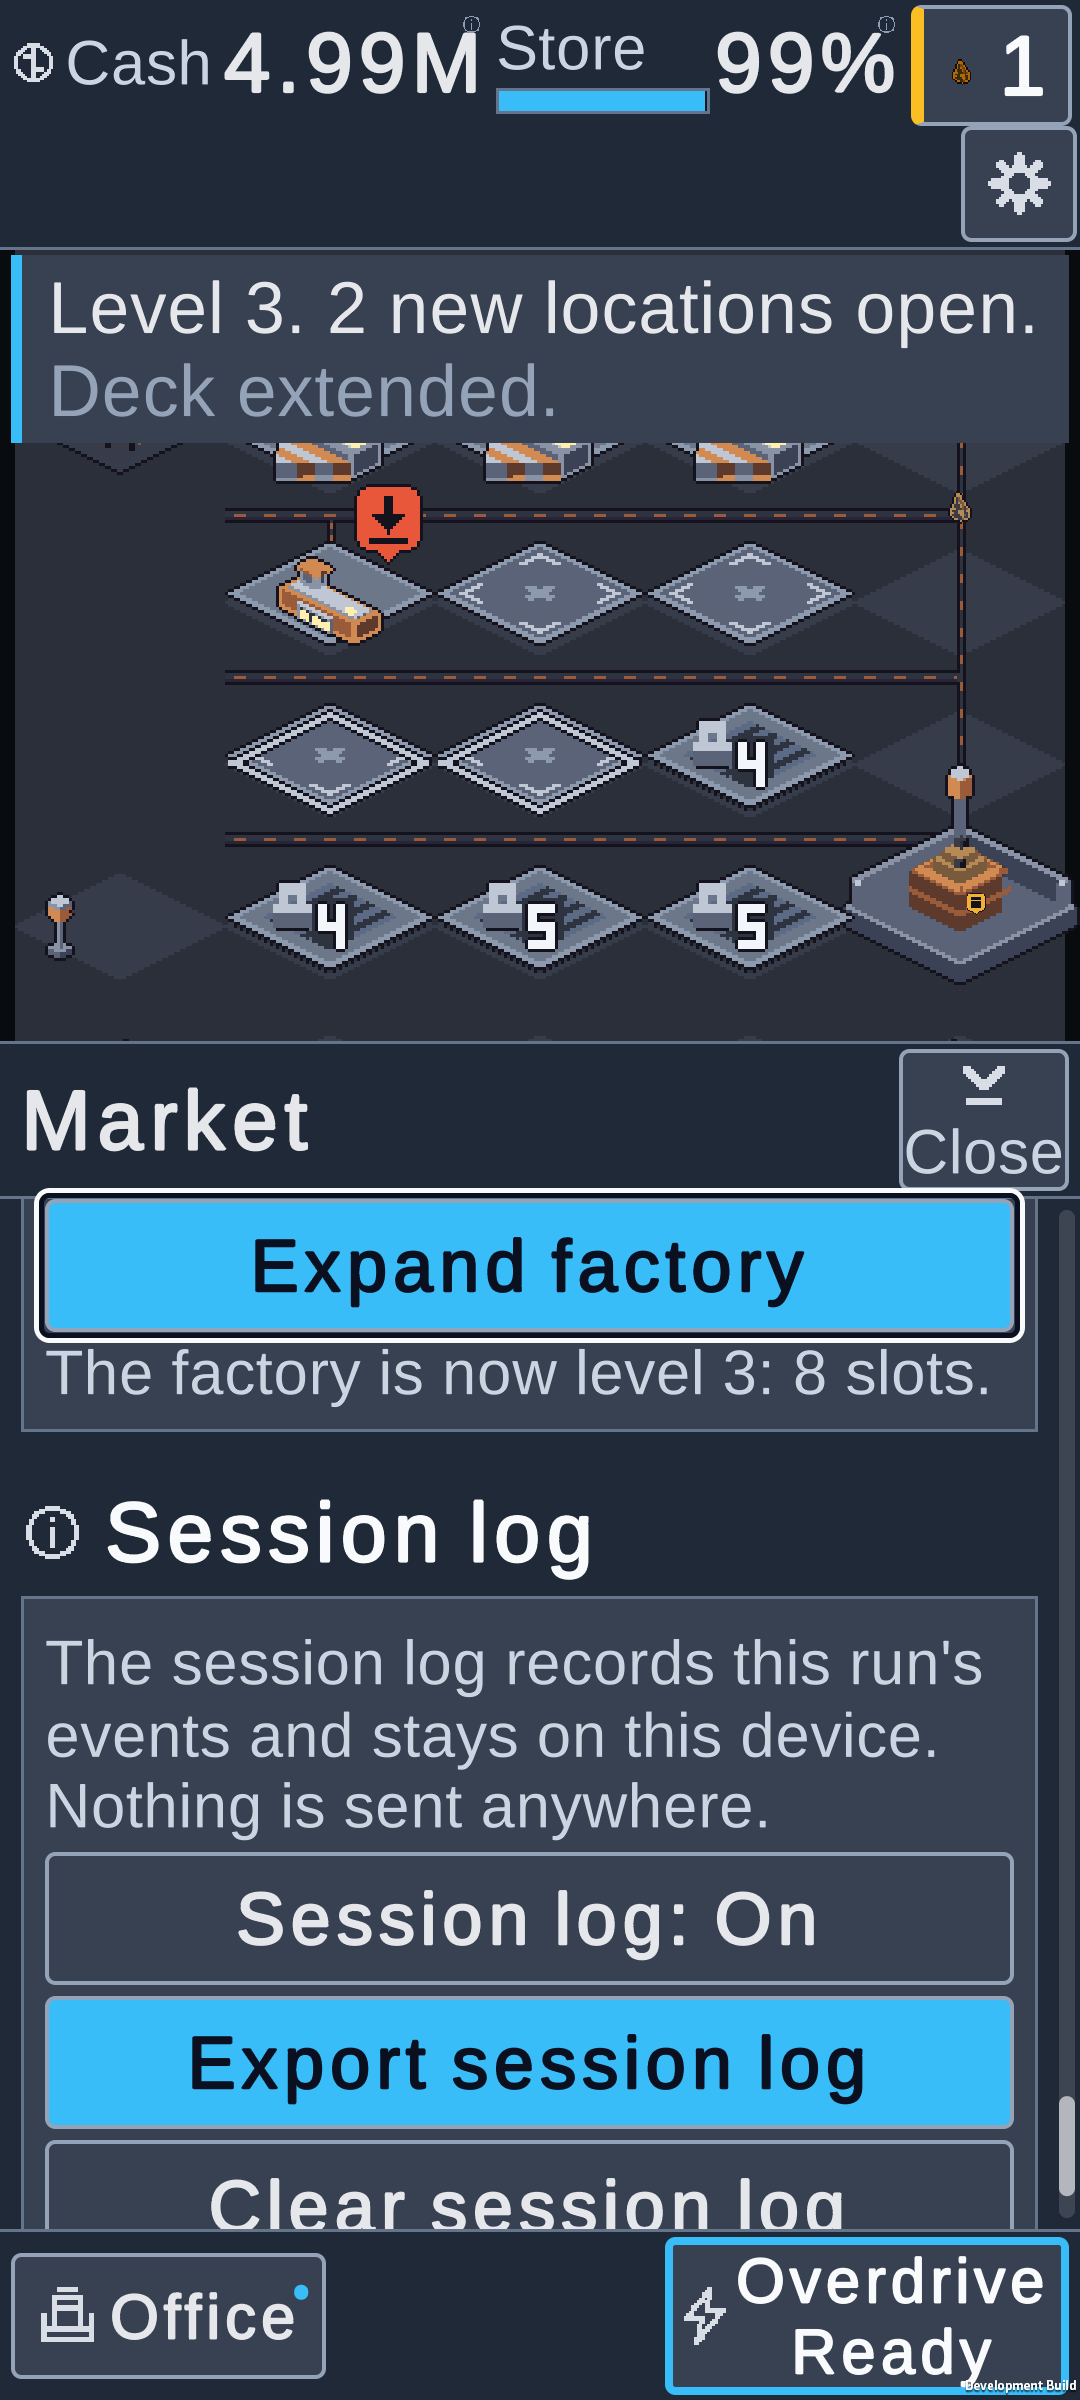 Cash 4.99M Store 99% 1
Level 3. 2 new locations open.
Deck extended.
4
4 5 5
Market
Close
Expand factory
The factory is now level 3: 8 slots.
Session log
The session log records this run's
events and stays on this device.
Nothing is sent anywhere.
Session log: On
Export session log
Clear session log
Office
Overdrive
Ready
Development Build